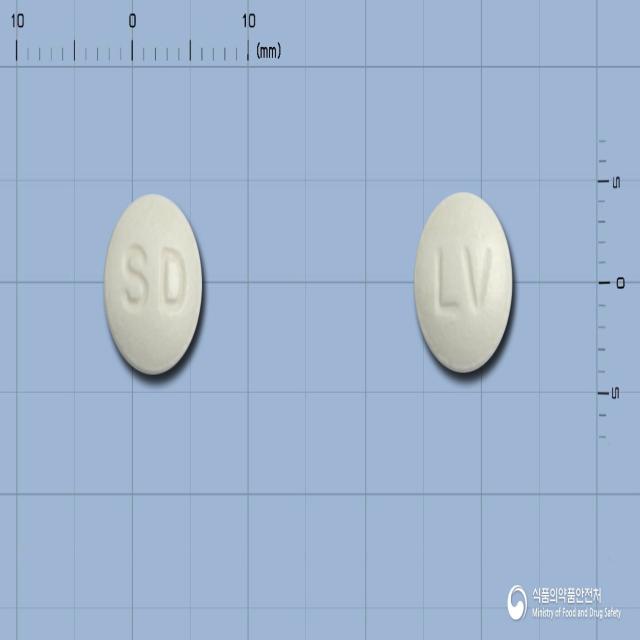 10 0 10
(mm)
SD
LV
5
0
5
식품의약품안전처
Ministry of Food and Drug Safety